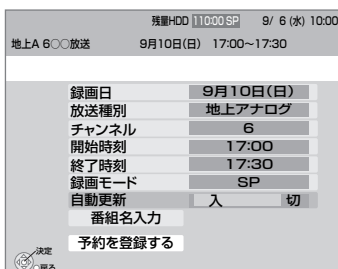 残量HDD 110:00 SP 9/ 6 (水) 10:00
地上A 6○○放送 9月10日(日) 17:00~17:30
録画日 9月10日(日)
放送種別 地上アナログ
チャンネル 6
開始時刻 17:00
終了時刻 17:30
録画モード SP
自動更新 入 切
番組名入力
予約を登録する
決定
戻る